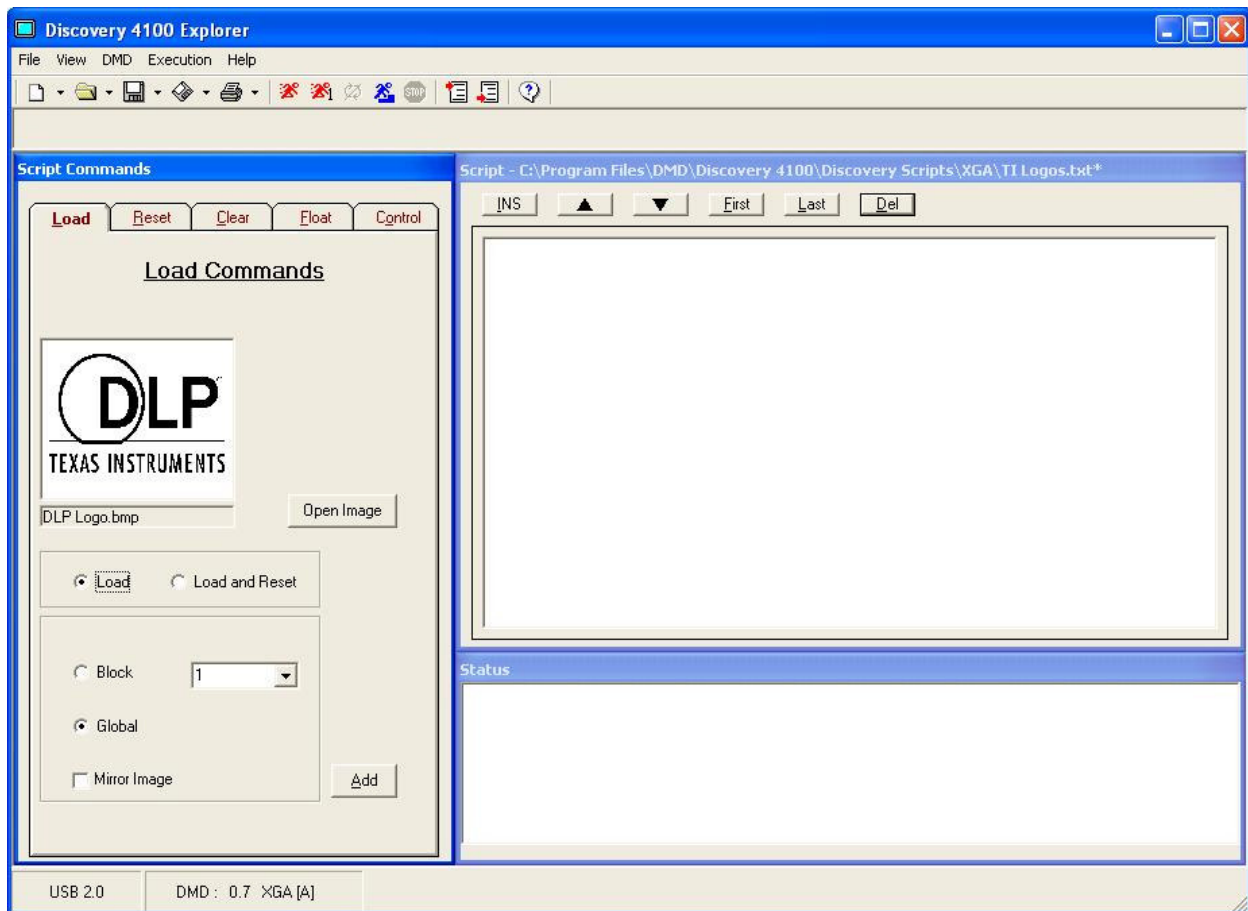 Discovery 4100 Explorer
File View DMD Execution Help
STOP
Script Commands
Load Reset Clear Float Control
Load Commands
DLP
TEXAS INSTRUMENTS
DLP Logo.bmp
Open Image
Load Load and Reset
Block 1
Global
Mirror Image
Add
Script - C:\Program Files\DMD\Discovery 4100\Discovery Scripts\XGA\TI Logos.txt*
INS First Last Del
Status
USB 2.0 DMD : 0.7 XGA [A]